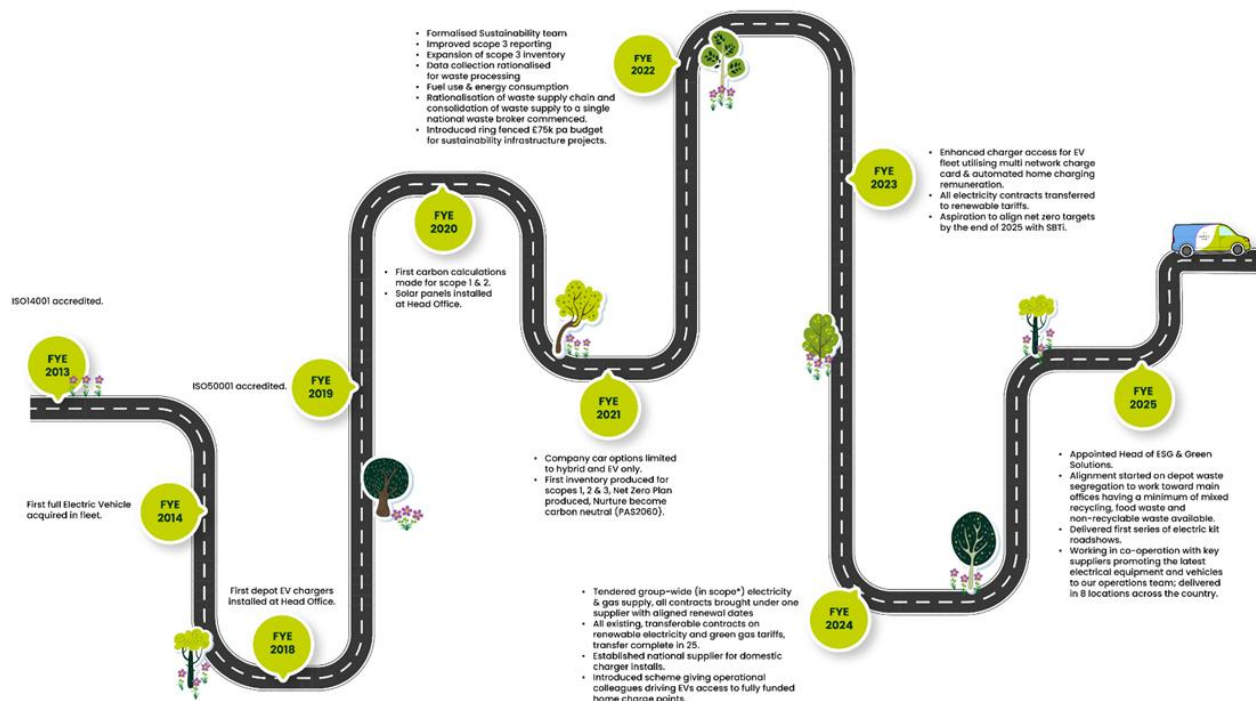 ISO14001 accredited.
FYE
2013
First full Electric Vehicle
acquired in fleet.
FYE
2014
First depot EV chargers
installed at Head Office.
FYE
2018
ISO50001 accredited.
FYE
2019
FYE
2020
• First carbon calculations
made for scope 1 & 2.
• Solar panels installed
at Head Office.
FYE
2021
• Company car options limited
to hybrid and EV only.
• First inventory produced for
scopes 1, 2 & 3, Net Zero Plan
produced, Nurture become
carbon neutral (PAS2060).
• Formalised Sustainability team
• Improved scope 3 reporting
• Expansion of scope 3 inventory
• Data collection rationalised
for waste processing
• Fuel use & energy consumption
• Rationalisation of waste supply chain and
consolidation of waste supply to a single
national waste broker commenced.
• Introduced ring fenced £75k pa budget
for sustainability infrastructure projects.
FYE
2022
FYE
2023
• Enhanced charger access for EV
fleet utilising multi network charge
card & automated home charging
remuneration.
• All electricity contracts transferred
to renewable tariffs.
• Aspiration to align net zero targets
by the end of 2025 with SBTi.
• Tendered group-wide (in scope*) electricity
& gas supply, all contracts brought under one
supplier with aligned renewal dates
• All existing, transferable contracts on
renewable electricity and green gas tariffs,
transfer complete in 25.
• Established national supplier for domestic
charger installs.
• Introduced scheme giving operational
colleagues driving EVs access to fully funded
home charge points.
FYE
2024
FYE
2025
• Appointed Head of ESG & Green
Solutions.
• Alignment started on depot waste
segregation to work toward main
offices having a minimum of mixed
recycling, food waste and
non-recyclable waste available.
• Delivered first series of electric kit
roadshows.
• Working in co-operation with key
suppliers promoting the latest
electrical equipment and vehicles
to our operations team; delivered
in 8 locations across the country.